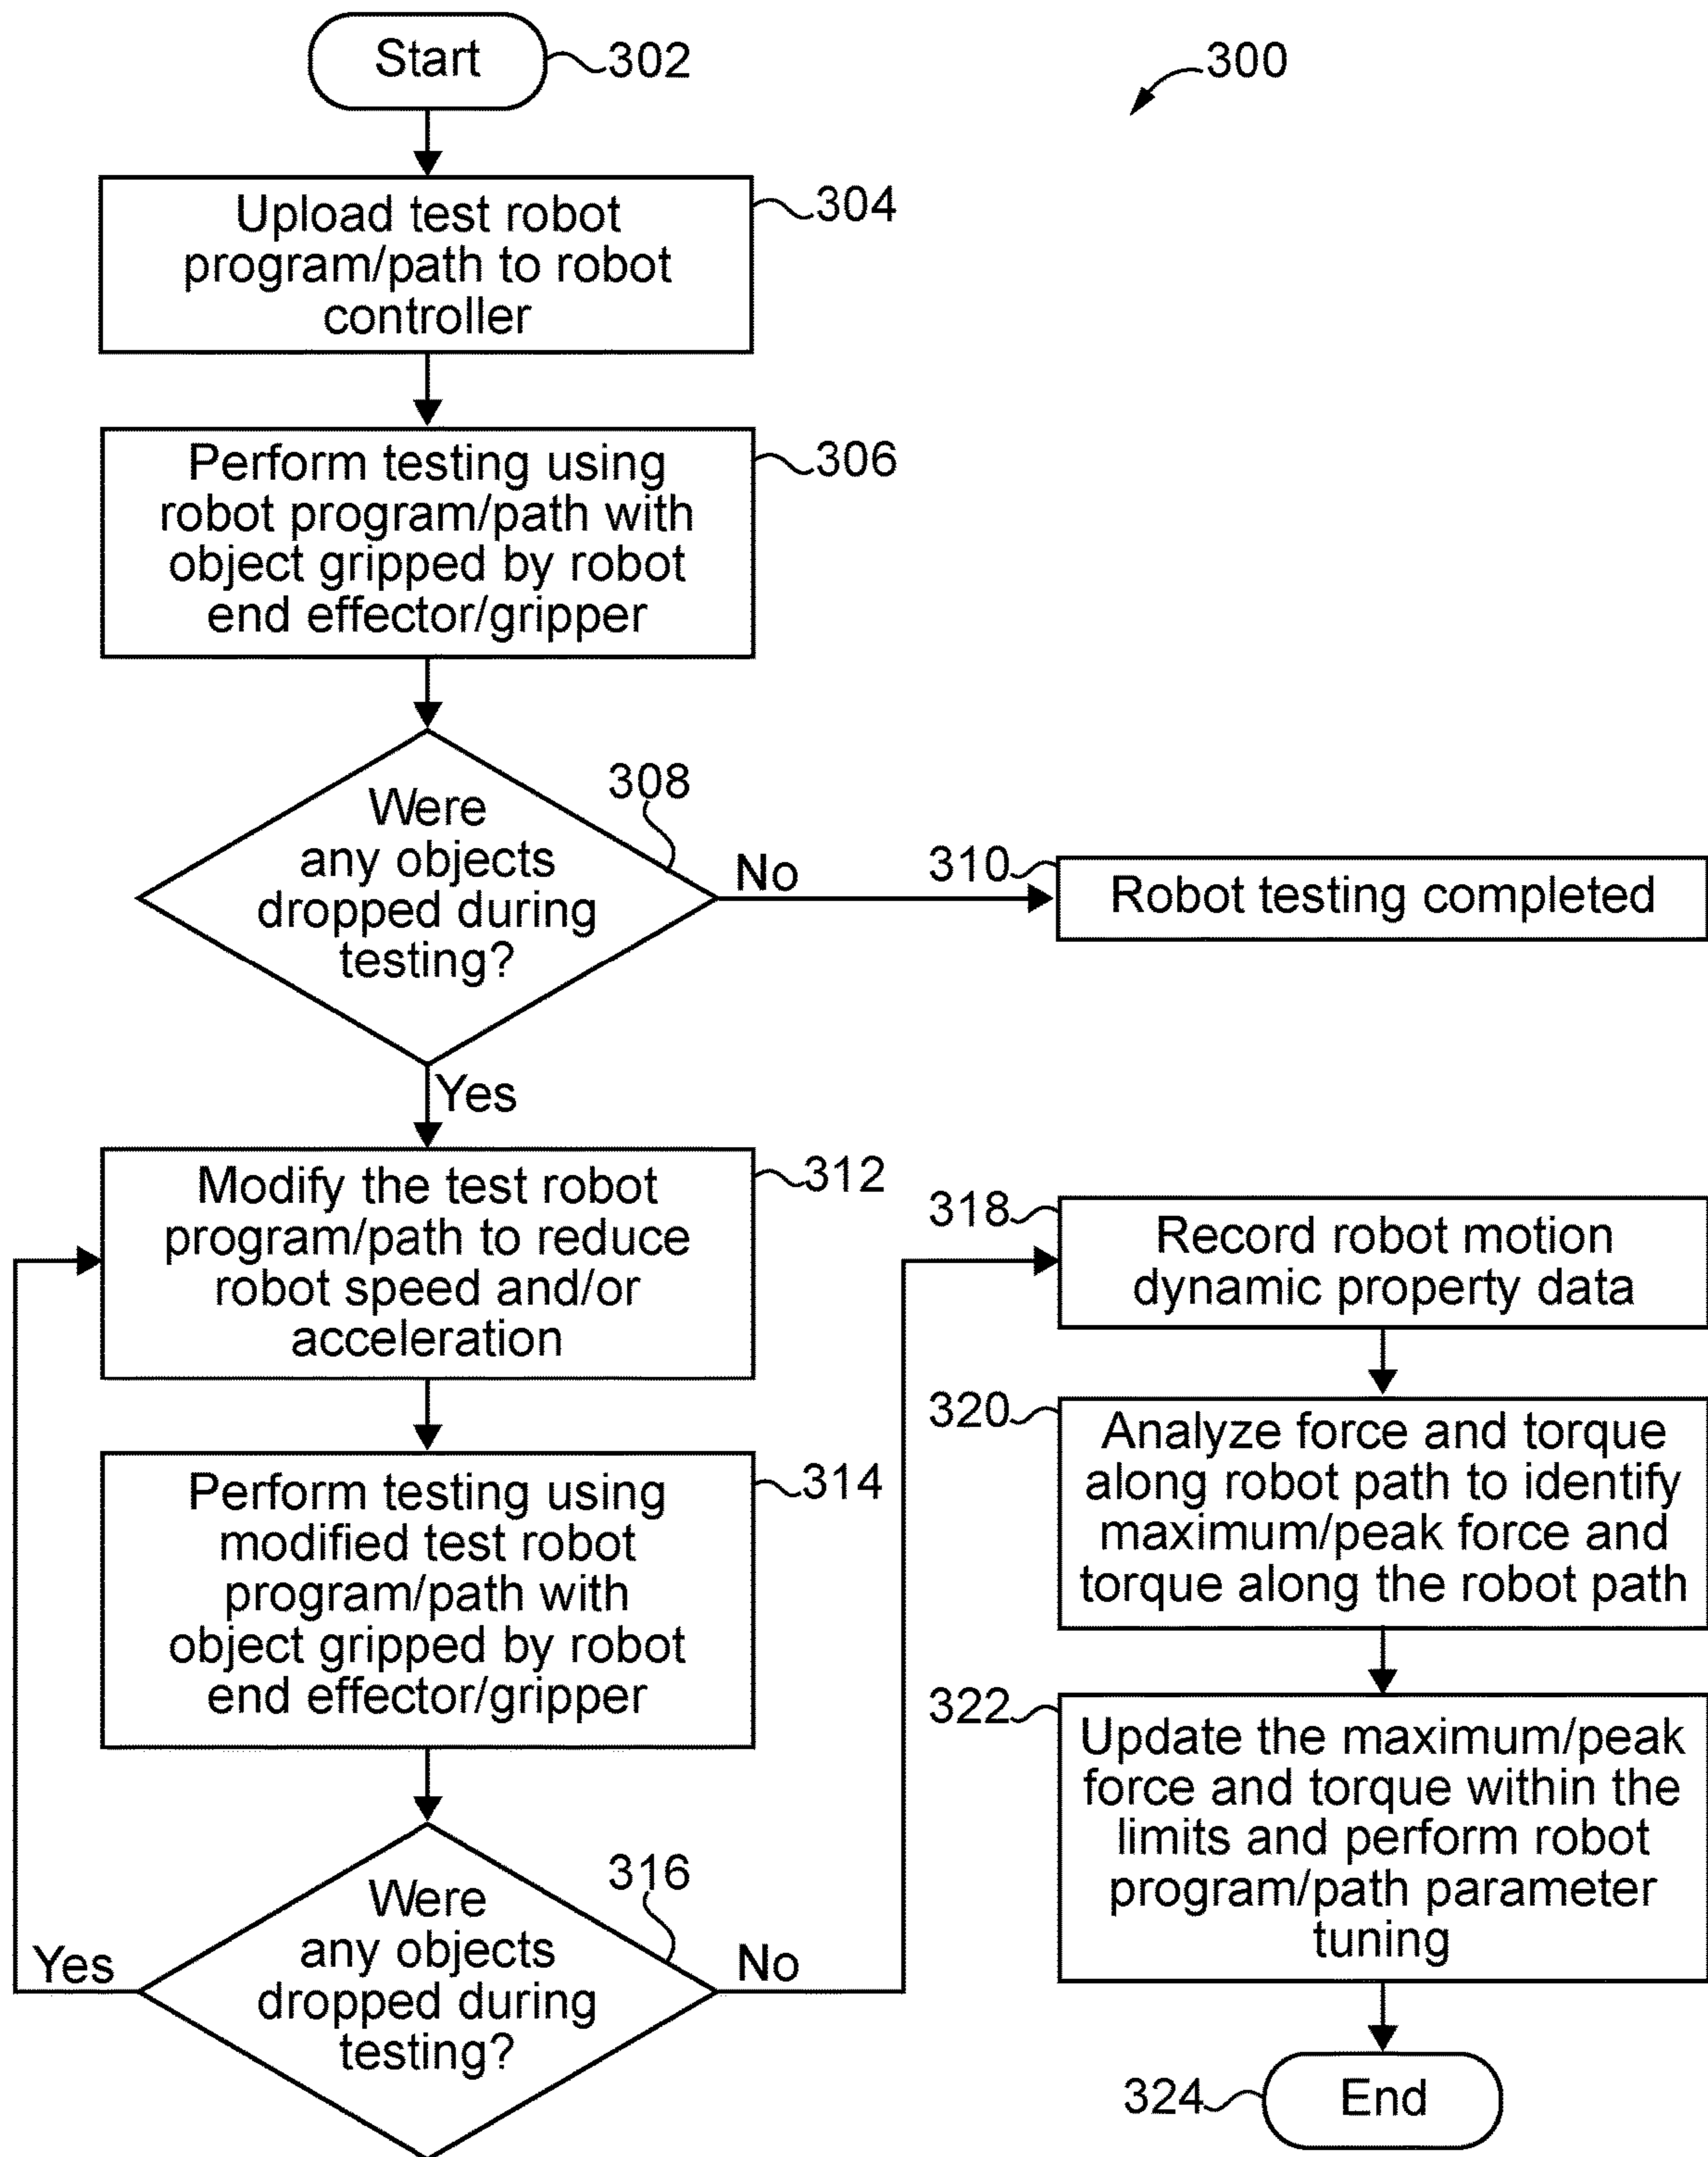 Start
302
300
Upload test robot
program/path to robot
controller
304
Perform testing using
robot program/path with
object gripped by robot
end effector/gripper
306
Were
any objects
dropped during
testing?
308
No
310
Robot testing completed
Yes
Modify the test robot
program/path to reduce
robot speed and/or
acceleration
312
Perform testing using
modified test robot
program/path with
object gripped by robot
end effector/gripper
314
Were
any objects
dropped during
testing?
316
Yes
No
318
Record robot motion
dynamic property data
320
Analyze force and torque
along robot path to identify
maximum/peak force and
torque along the robot path
322
Update the maximum/peak
force and torque within the
limits and perform robot
program/path parameter
tuning
324
End